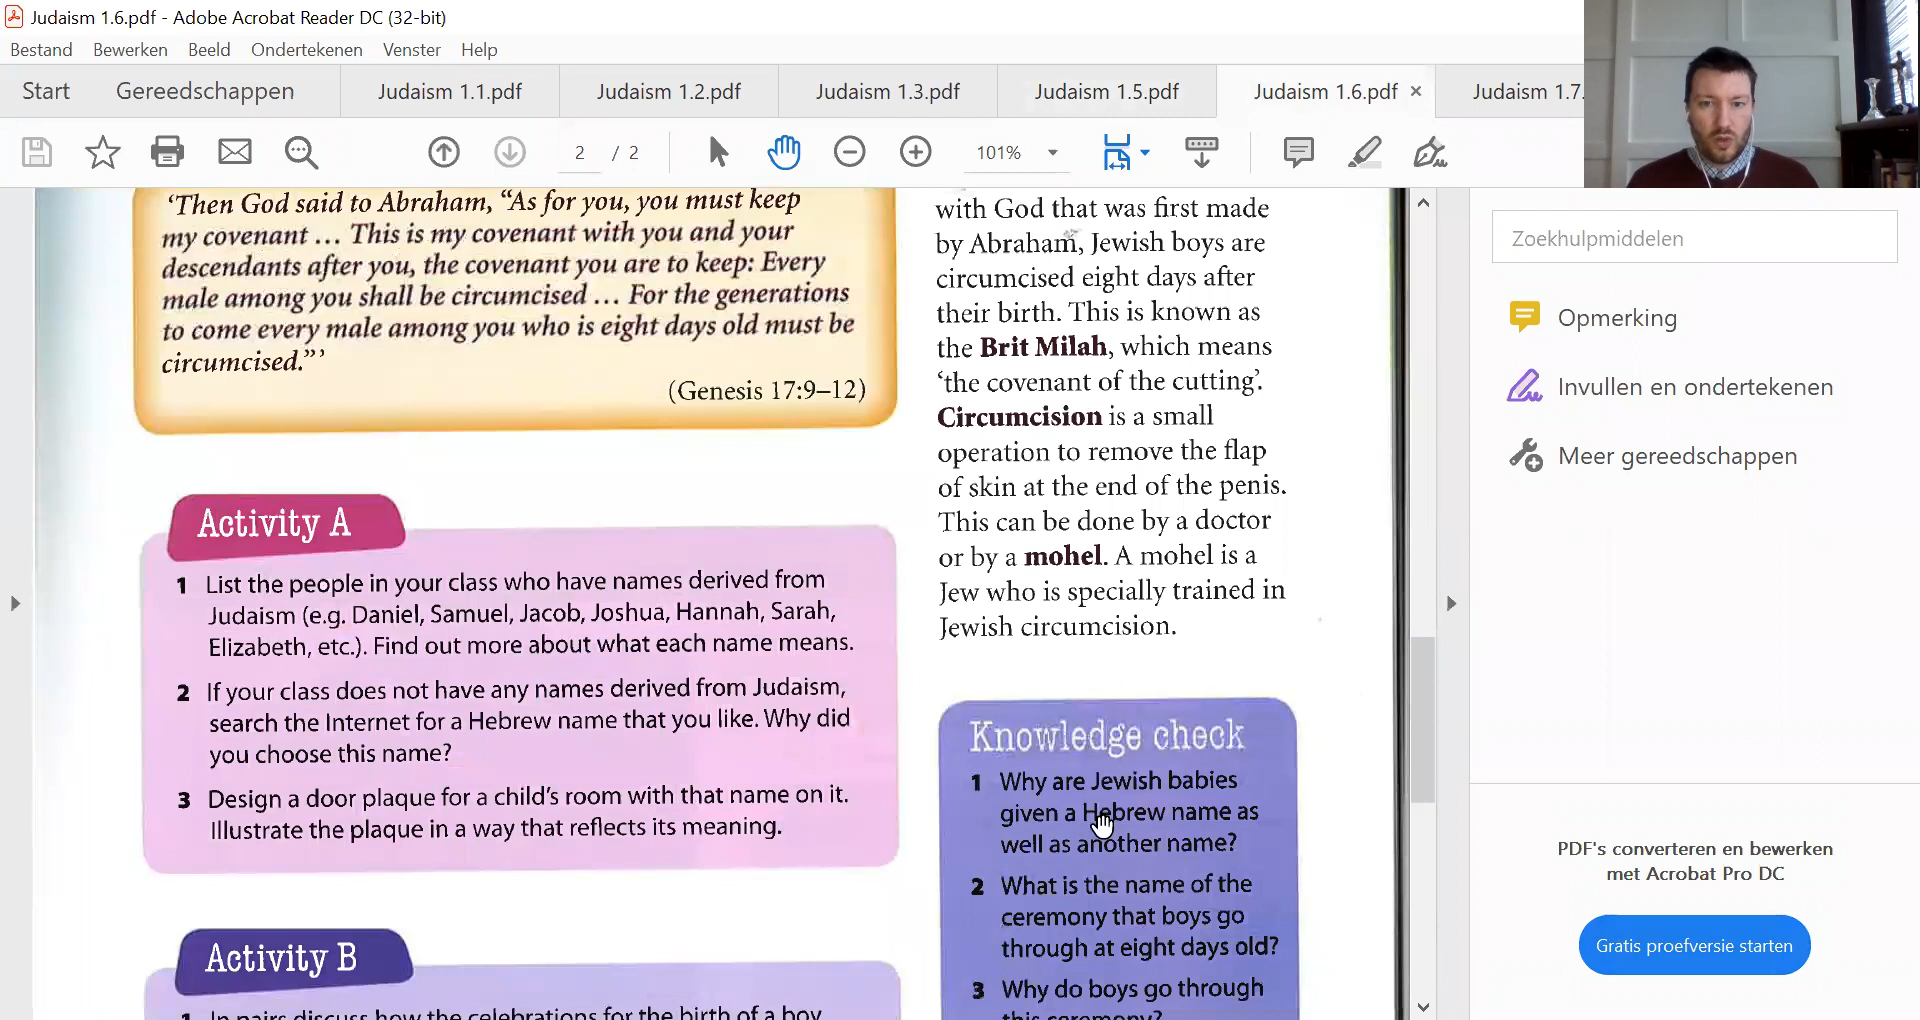 Judaism 1.6.pdf - Adobe Acrobat Reader DC (32-bit)
Bestand Bewerken Beeld Ondertekenen Venster Help
Start Gereedschappen Judaism 1.1.pdf Judaism 1.2.pdf Judaism 1.3.pdf Judaism 1.5.pdf Judaism 1.6.pdf × Judaism 1.7.
2 / 2 101%
‘Then God said to Abraham, “As for you, you must keep
my covenant … This is my covenant with you and your
descendants after you, the covenant you are to keep: Every
male among you shall be circumcised … For the generations
to come every male among you who is eight days old must be
circumcised.”’
(Genesis 17:9–12)
Activity A
1 List the people in your class who have names derived from
Judaism (e.g. Daniel, Samuel, Jacob, Joshua, Hannah, Sarah,
Elizabeth, etc.). Find out more about what each name means.
2 If your class does not have any names derived from Judaism,
search the Internet for a Hebrew name that you like. Why did
you choose this name?
3 Design a door plaque for a child’s room with that name on it.
Illustrate the plaque in a way that reflects its meaning.
Activity B
1 In pairs discuss how the celebrations for the birth of a boy
with God that was first made
by Abraham, Jewish boys are
circumcised eight days after
their birth. This is known as
the Brit Milah, which means
‘the covenant of the cutting’.
Circumcision is a small
operation to remove the flap
of skin at the end of the penis.
This can be done by a doctor
or by a mohel. A mohel is a
Jew who is specially trained in
Jewish circumcision.
Knowledge check
1 Why are Jewish babies
given a Hebrew name as
well as another name?
2 What is the name of the
ceremony that boys go
through at eight days old?
3 Why do boys go through
this ceremony?
Zoekhulpmiddelen
Opmerking
Invullen en ondertekenen
Meer gereedschappen
PDF's converteren en bewerken
met Acrobat Pro DC
Gratis proefversie starten